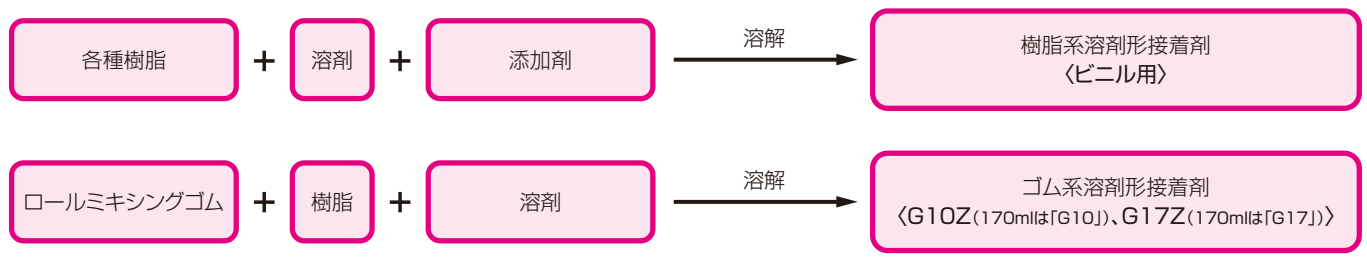 各種樹脂 + 溶剤 + 添加剤 溶解 樹脂系溶剤形接着剤
〈ビニル用〉
ロールミキシングゴム + 樹脂 + 溶剤 溶解 ゴム系溶剤形接着剤
〈G10Z(170mlは「G10」)、G17Z(170mlは「G17」)〉